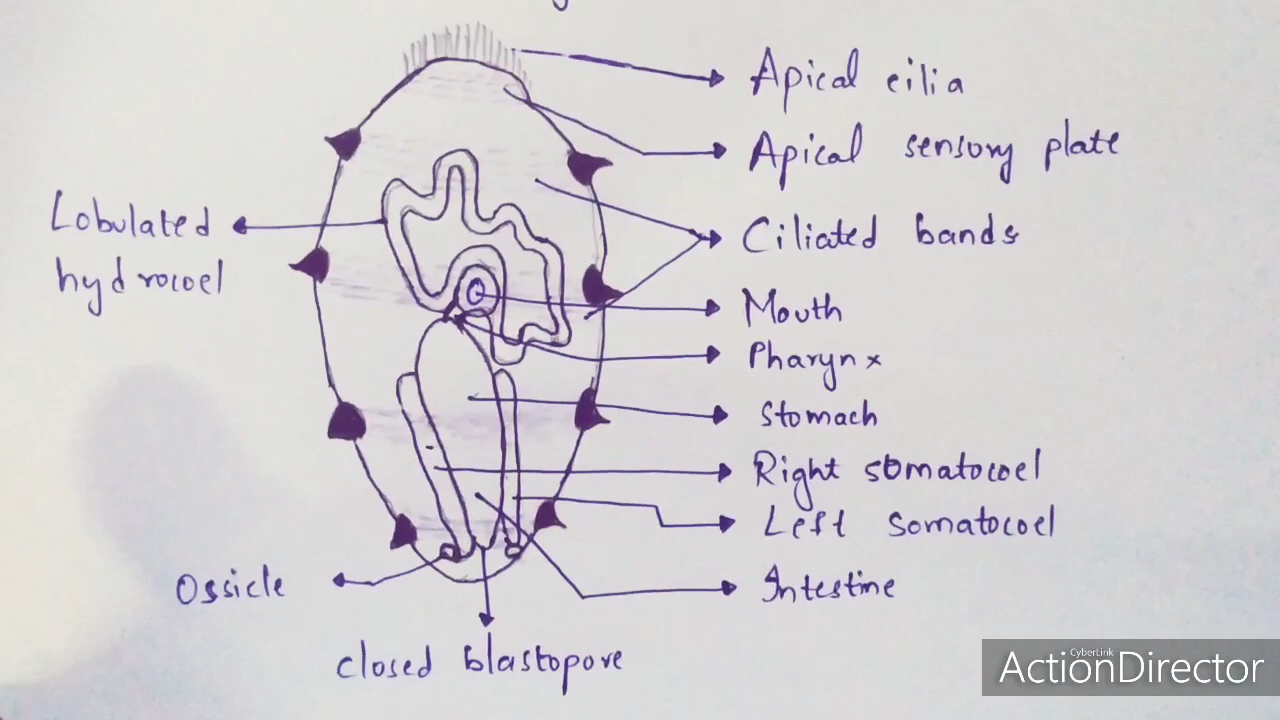 Apical cilia
Apical sensory plate
Lobulated
hydrocoel
Ciliated bands
Mouth
Pharynx
Stomach
Right somatocoel
Left somatocoel
Ossicle
Intestine
closed blastopore
CyberLink
ActionDirector